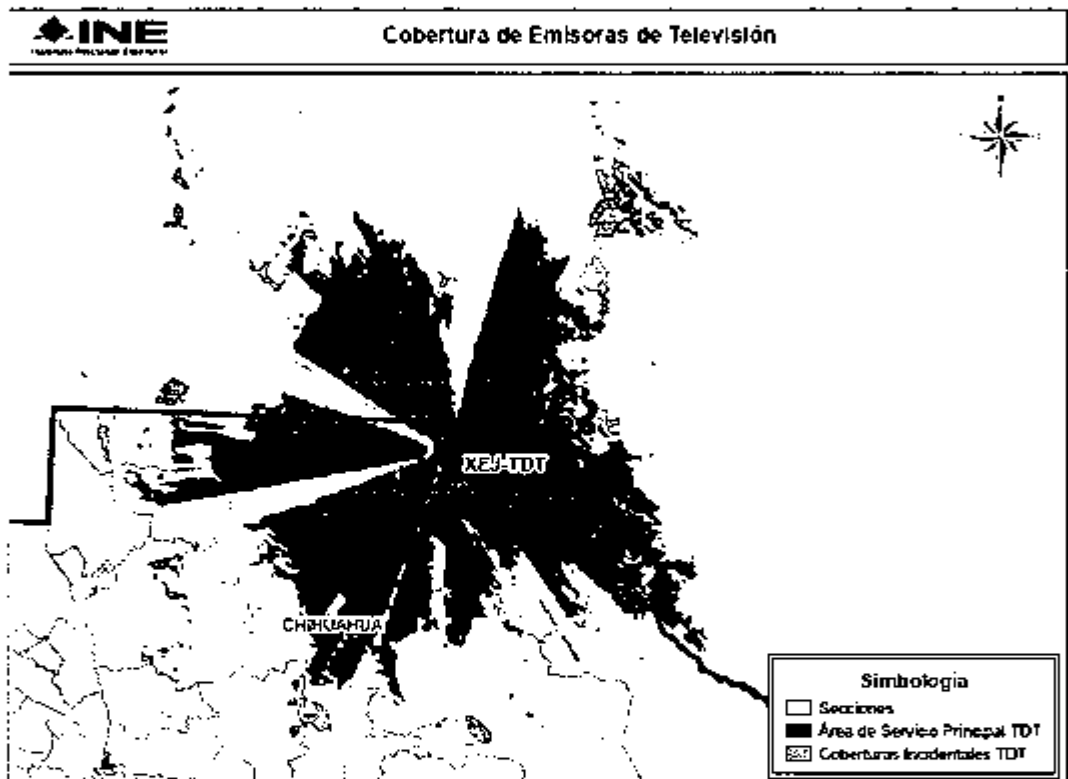 INE
Cobertura de Emisoras de Televisión
XEJ-TDT
CHIHUAHUA
Simbología
Secciones
Área de Servicio Principal TDT
Coberturas Incidentales TDT